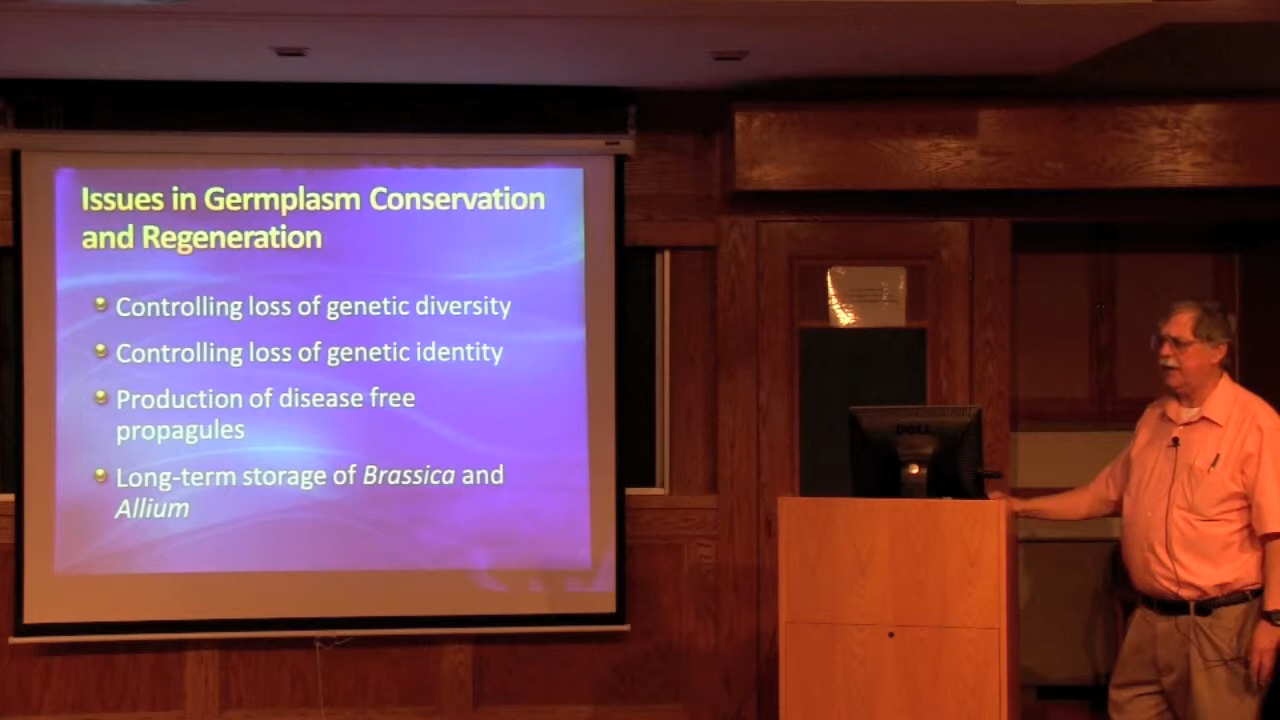 Issues in Germplasm Conservation
and Regeneration
Controlling loss of genetic diversity
Controlling loss of genetic identity
Production of disease free
propagules
Long-term storage of Brassica and
Allium
DELL